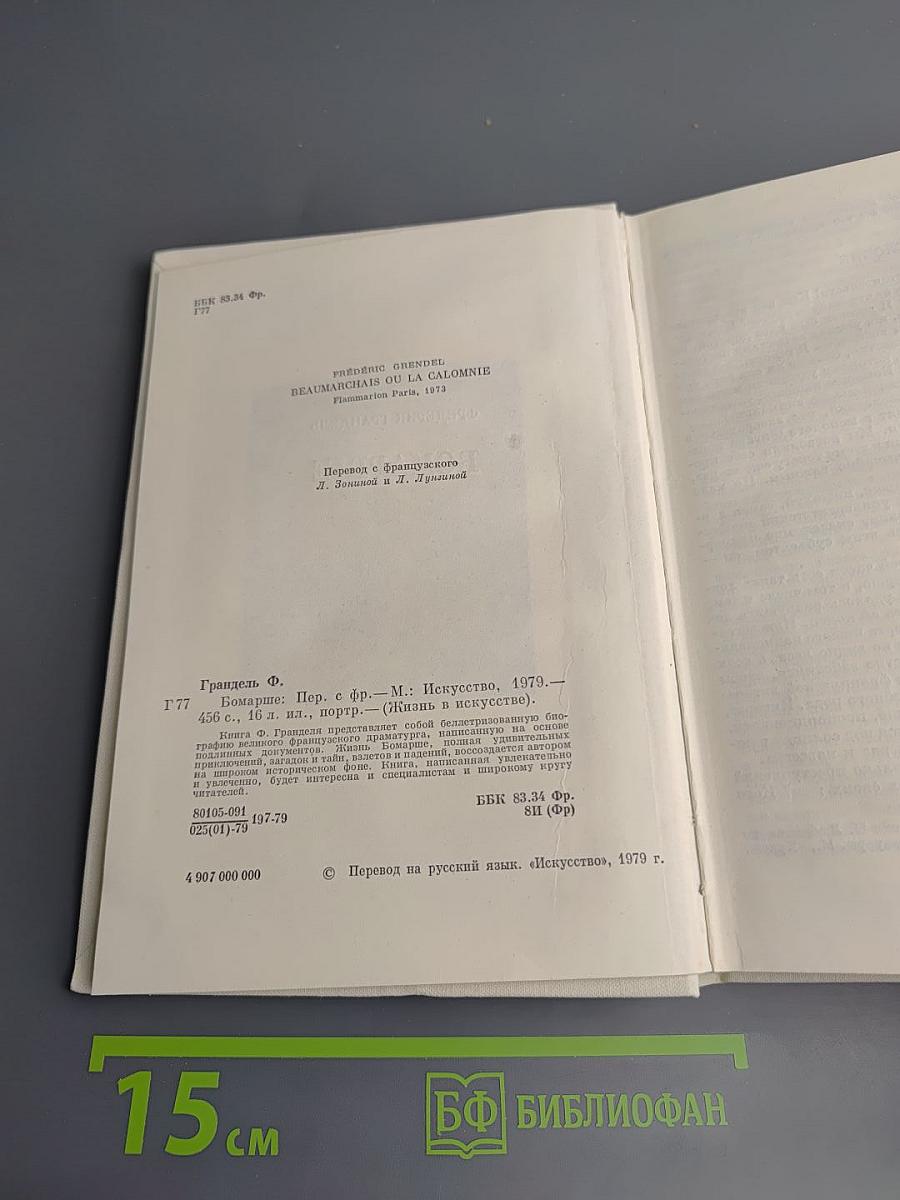 ББК 83.34 Фр.
Г77
FRÉDÉRIC GRENDEL
BEAUMARCHAIS OU LA CALOMNIE
Flammarion Paris, 1973
Перевод с французского
Л. Зониной и Л. Лунгиной
Грандель Ф.
Г 77 Бомарше: Пер. с фр.— М.: Искусство, 1979.—
456 с., 16 л. ил., портр.— (Жизнь в искусстве).
Книга Ф. Гранделя представляет собой беллетризованную био-
графию великого французского драматурга, написанную на основе
подлинных документов. Жизнь Бомарше, полная удивительных
приключений, загадок и тайн, взлетов и падений, воссоздается автором
на широком историческом фоне. Книга, написанная увлекательно
и увлеченно, будет интересна и специалистам и широкому кругу
читателей.
80105-091
025(01)-79
197-79
ББК 83.34 Фр.
8И (Фр)
4 907 000 000
© Перевод на русский язык. «Искусство», 1979 г.
15 см
БФ БИБЛИОФАН